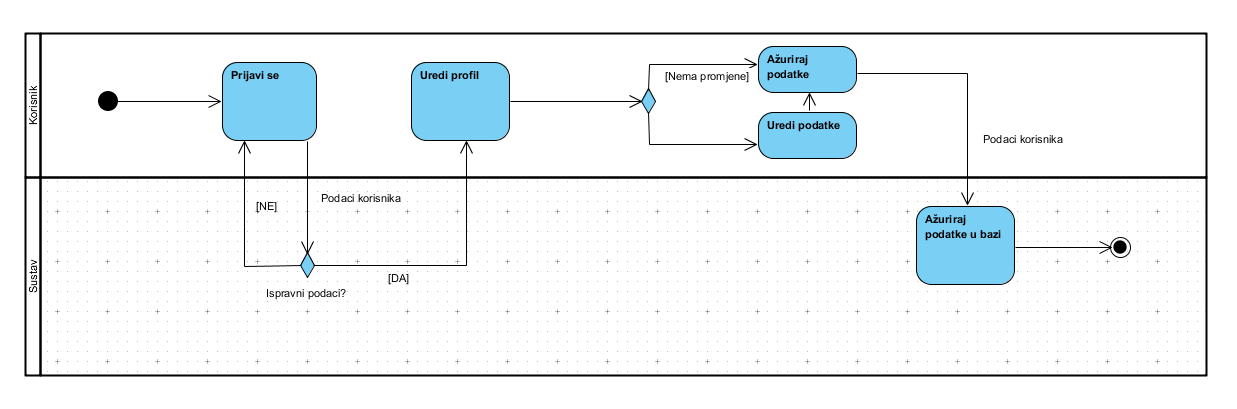 Korisnik
Prijavi se
Uredi profil
[Nema promjene]
Ažuriraj
podatke
Uredi podatke
Podaci korisnika
Sustav
[NE]
Podaci korisnika
[DA]
Ispravni podaci?
Ažuriraj
podatke u bazi